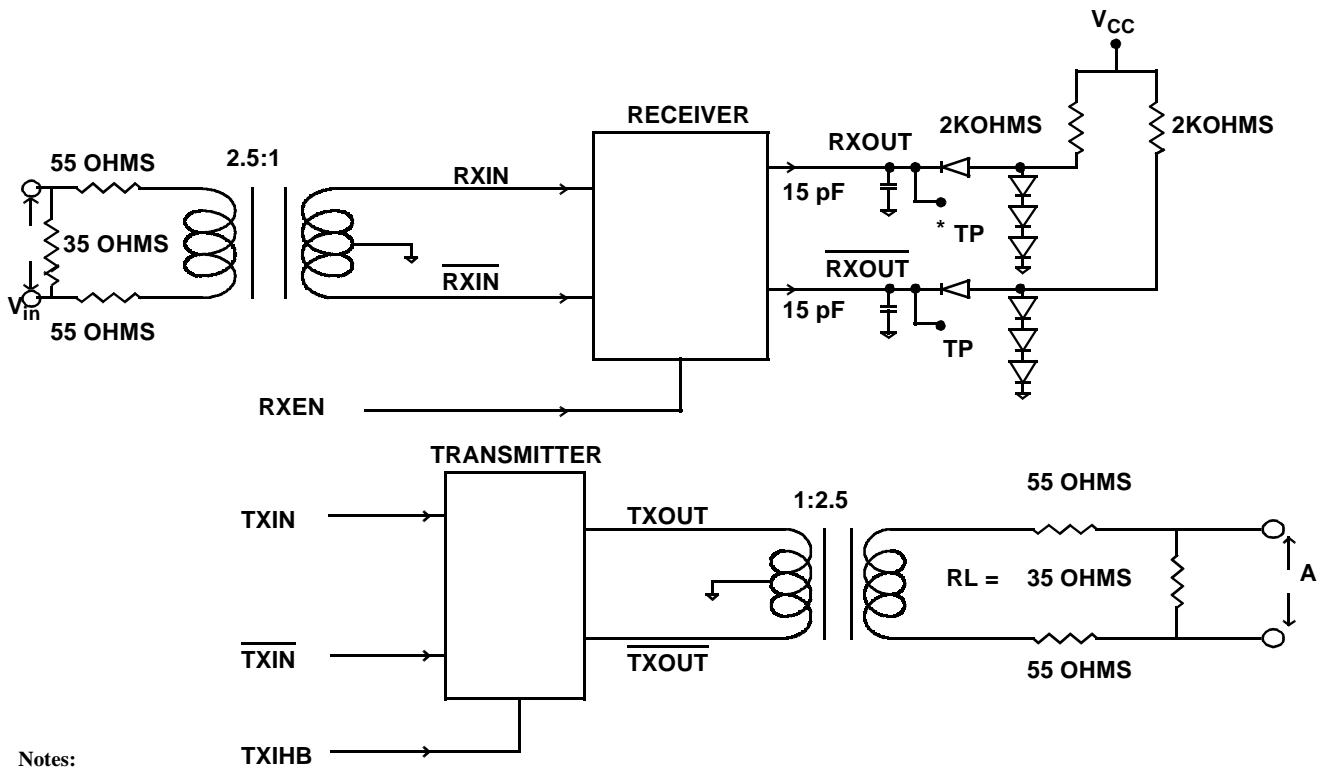 VCC
RECEIVER
2KOHMS
2KOHMS
RXOUT
55 OHMS
2.5:1
RXIN
15 pF
* TP
35 OHMS
RXIN
RXOUT
Vin
55 OHMS
15 pF
TP
RXEN
TRANSMITTER
55 OHMS
1:2.5
TXIN
TXOUT
RL = 35 OHMS
A
TXIN
TXOUT
55 OHMS
Notes:
TXIHB